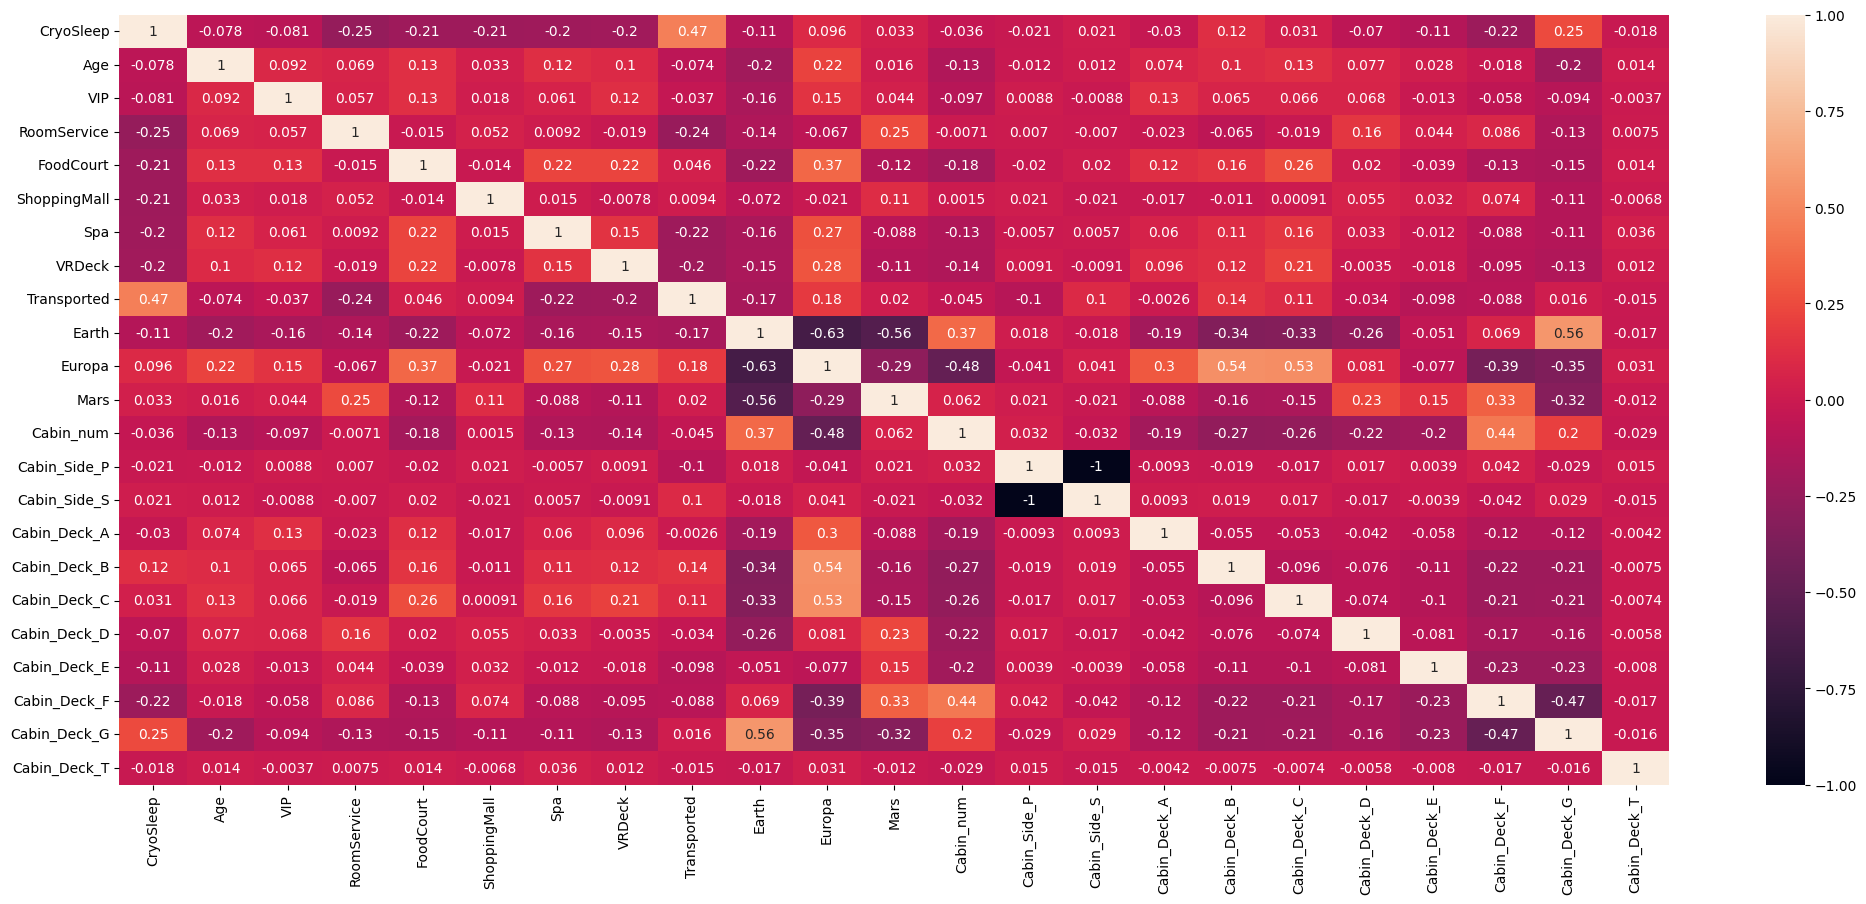 CryoSleep 1 -0.078 -0.081 -0.25 -0.21 -0.21 -0.2 -0.2 0.47 -0.11 0.096 0.033 -0.036 -0.021 0.021 -0.03 0.12 0.031 -0.07 -0.11 -0.22 0.25 -0.018
Age -0.078 1 0.092 0.069 0.13 0.033 0.12 0.1 -0.074 -0.2 0.22 0.016 -0.13 -0.012 0.012 0.074 0.1 0.13 0.077 0.028 -0.018 -0.2 0.014
VIP -0.081 0.092 1 0.057 0.13 0.018 0.061 0.12 -0.037 -0.16 0.15 0.044 -0.097 0.0088 -0.0088 0.13 0.065 0.066 0.068 -0.013 -0.058 -0.094 -0.0037
RoomService -0.25 0.069 0.057 1 -0.015 0.052 0.0092 -0.019 -0.24 -0.14 -0.067 0.25 -0.0071 0.007 -0.007 -0.023 -0.065 -0.019 0.16 0.044 0.086 -0.13 0.0075
FoodCourt -0.21 0.13 0.13 -0.015 1 -0.014 0.22 0.22 0.046 -0.22 0.37 -0.12 -0.18 -0.02 0.02 0.12 0.16 0.26 0.02 -0.039 -0.13 -0.15 0.014
ShoppingMall -0.21 0.033 0.018 0.052 -0.014 1 0.015 -0.0078 0.0094 -0.072 -0.021 0.11 0.0015 0.021 -0.021 -0.017 -0.011 0.00091 0.055 0.032 0.074 -0.11 -0.0068
Spa -0.2 0.12 0.061 0.0092 0.22 0.015 1 0.15 -0.22 -0.16 0.27 -0.088 -0.13 -0.0057 0.0057 0.06 0.11 0.16 0.033 -0.012 -0.088 -0.11 0.036
VRDeck -0.2 0.1 0.12 -0.019 0.22 -0.0078 0.15 1 -0.2 -0.15 0.28 -0.11 -0.14 0.0091 -0.0091 0.096 0.12 0.21 -0.0035 -0.018 -0.095 -0.13 0.012
Transported 0.47 -0.074 -0.037 -0.24 0.046 0.0094 -0.22 -0.2 1 -0.17 0.18 0.02 -0.045 -0.1 0.1 -0.0026 0.14 0.11 -0.034 -0.098 -0.088 0.016 -0.015
Earth -0.11 -0.2 -0.16 -0.14 -0.22 -0.072 -0.16 -0.15 -0.17 1 -0.63 -0.56 0.37 0.018 -0.018 -0.19 -0.34 -0.33 -0.26 -0.051 0.069 0.56 -0.017
Europa 0.096 0.22 0.15 -0.067 0.37 -0.021 0.27 0.28 0.18 -0.63 1 -0.29 -0.48 -0.041 0.041 0.3 0.54 0.53 0.081 -0.077 -0.39 -0.35 0.031
Mars 0.033 0.016 0.044 0.25 -0.12 0.11 -0.088 -0.11 0.02 -0.56 -0.29 1 0.062 0.021 -0.021 -0.088 -0.16 -0.15 0.23 0.15 0.33 -0.32 -0.012
Cabin_num -0.036 -0.13 -0.097 -0.0071 -0.18 0.0015 -0.13 -0.14 -0.045 0.37 -0.48 0.062 1 0.032 -0.032 -0.19 -0.27 -0.26 -0.22 -0.2 0.44 0.2 -0.029
Cabin_Side_P -0.021 -0.012 0.0088 0.007 -0.02 0.021 -0.0057 0.0091 -0.1 0.018 -0.041 0.021 0.032 1 -1 -0.0093 -0.019 -0.017 0.017 0.0039 0.042 -0.029 0.015
Cabin_Side_S 0.021 0.012 -0.0088 -0.007 0.02 -0.021 0.0057 -0.0091 0.1 -0.018 0.041 -0.021 -0.032 -1 1 0.0093 0.019 0.017 -0.017 -0.0039 -0.042 0.029 -0.015
Cabin_Deck_A -0.03 0.074 0.13 -0.023 0.12 -0.017 0.06 0.096 -0.0026 -0.19 0.3 -0.088 -0.19 -0.0093 0.0093 1 -0.055 -0.053 -0.042 -0.058 -0.12 -0.12 -0.0042
Cabin_Deck_B 0.12 0.1 0.065 -0.065 0.16 -0.011 0.11 0.12 0.14 -0.34 0.54 -0.16 -0.27 -0.019 0.019 -0.055 1 -0.096 -0.076 -0.11 -0.22 -0.21 -0.0075
Cabin_Deck_C 0.031 0.13 0.066 -0.019 0.26 0.00091 0.16 0.21 0.11 -0.33 0.53 -0.15 -0.26 -0.017 0.017 -0.053 -0.096 1 -0.074 -0.1 -0.21 -0.21 -0.0074
Cabin_Deck_D -0.07 0.077 0.068 0.16 0.02 0.055 0.033 -0.0035 -0.034 -0.26 0.081 0.23 -0.22 0.017 -0.017 -0.042 -0.076 -0.074 1 -0.081 -0.17 -0.16 -0.0058
Cabin_Deck_E -0.11 0.028 -0.013 0.044 -0.039 0.032 -0.012 -0.018 -0.098 -0.051 -0.077 0.15 -0.2 0.0039 -0.0039 -0.058 -0.11 -0.1 -0.081 1 -0.23 -0.23 -0.008
Cabin_Deck_F -0.22 -0.018 -0.058 0.086 -0.13 0.074 -0.088 -0.095 -0.088 0.069 -0.39 0.33 0.44 0.042 -0.042 -0.12 -0.22 -0.21 -0.17 -0.23 1 -0.47 -0.017
Cabin_Deck_G 0.25 -0.2 -0.094 -0.13 -0.15 -0.11 -0.11 -0.13 0.016 0.56 -0.35 -0.32 0.2 -0.029 0.029 -0.12 -0.21 -0.21 -0.16 -0.23 -0.47 1 -0.016
Cabin_Deck_T -0.018 0.014 -0.0037 0.0075 0.014 -0.0068 0.036 0.012 -0.015 -0.017 0.031 -0.012 -0.029 0.015 -0.015 -0.0042 -0.0075 -0.0074 -0.0058 -0.008 -0.017 -0.016 1
CryoSleep
Age
VIP
RoomService
FoodCourt
ShoppingMall
Spa
VRDeck
Transported
Earth
Europa
Mars
Cabin_num
Cabin_Side_P
Cabin_Side_S
Cabin_Deck_A
Cabin_Deck_B
Cabin_Deck_C
Cabin_Deck_D
Cabin_Deck_E
Cabin_Deck_F
Cabin_Deck_G
Cabin_Deck_T
1.00
0.75
0.50
0.25
0.00
−0.25
−0.50
−0.75
−1.00